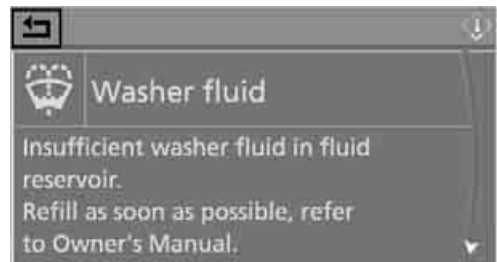 Washer fluid
Insufficient washer fluid in fluid
reservoir.
Refill as soon as possible, refer
to Owner's Manual.